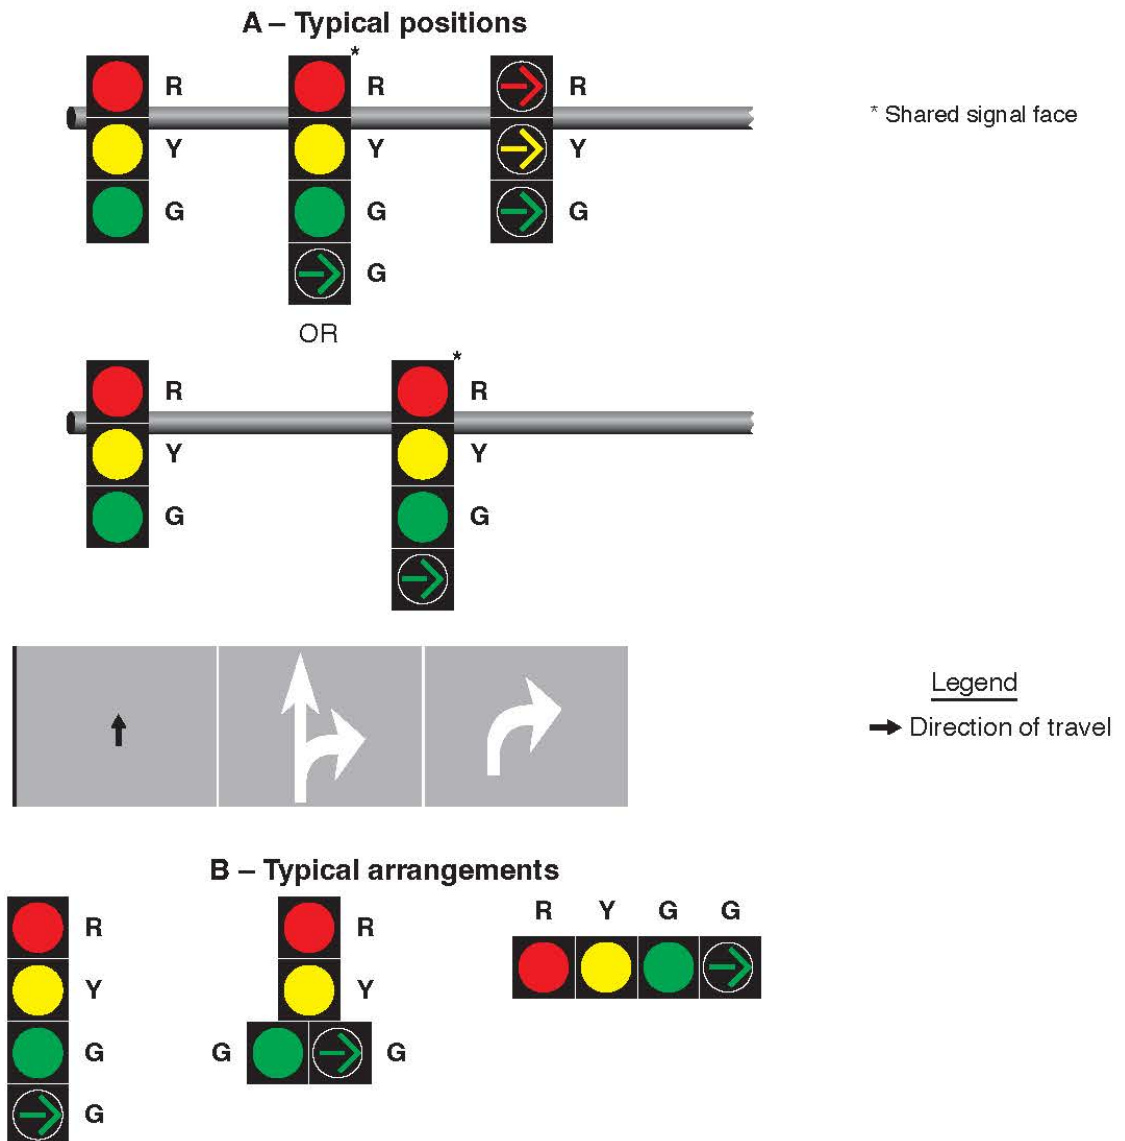 A – Typical positions
*
R R R
* Shared signal face
Y Y Y
G G G
G
OR
*
R R
Y Y
G G
Legend
Direction of travel
B – Typical arrangements
R Y G G
R R
Y Y
G G G
G